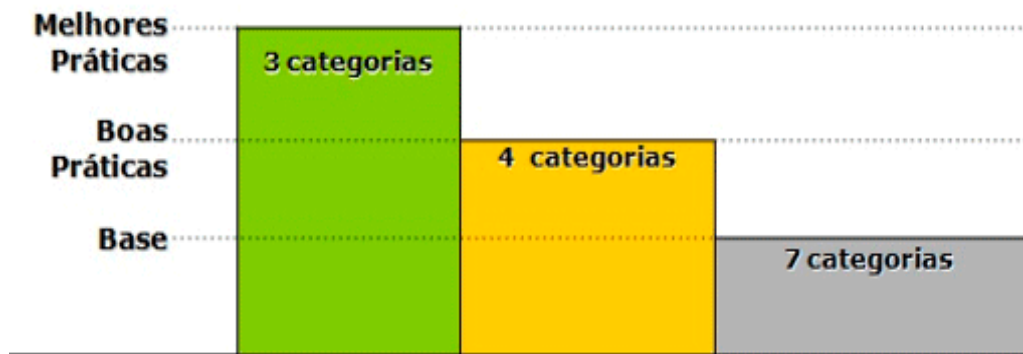 Melhores
Práticas
3 categorias
Boas
Práticas
4 categorias
Base
7 categorias